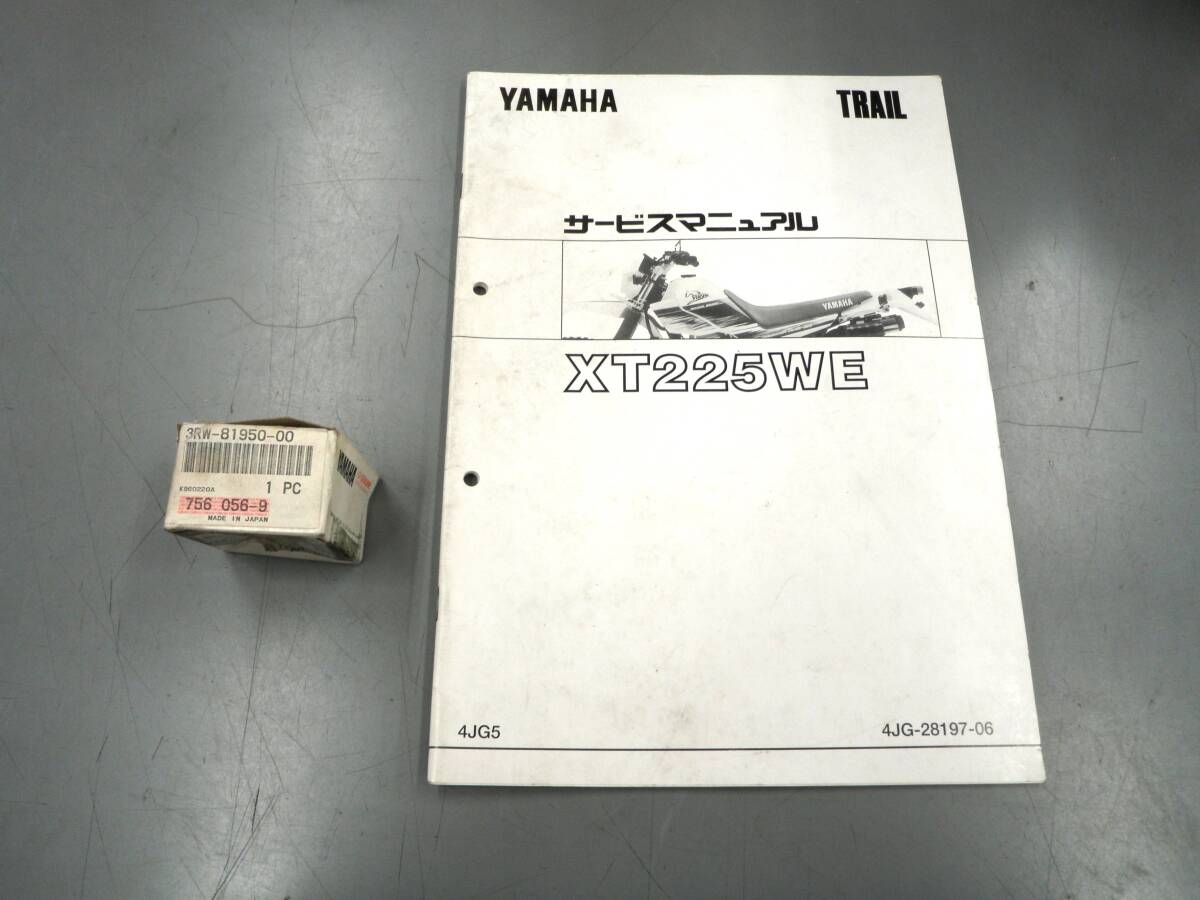 YAMAHA
TRAIL
サービスマニュアル
YAMAHA
XT225WE
4JG5
4JG-28197-06
3RW-81950-00
K960220A
1 PC
756 056-9
MADE IN JAPAN
YAMAHA